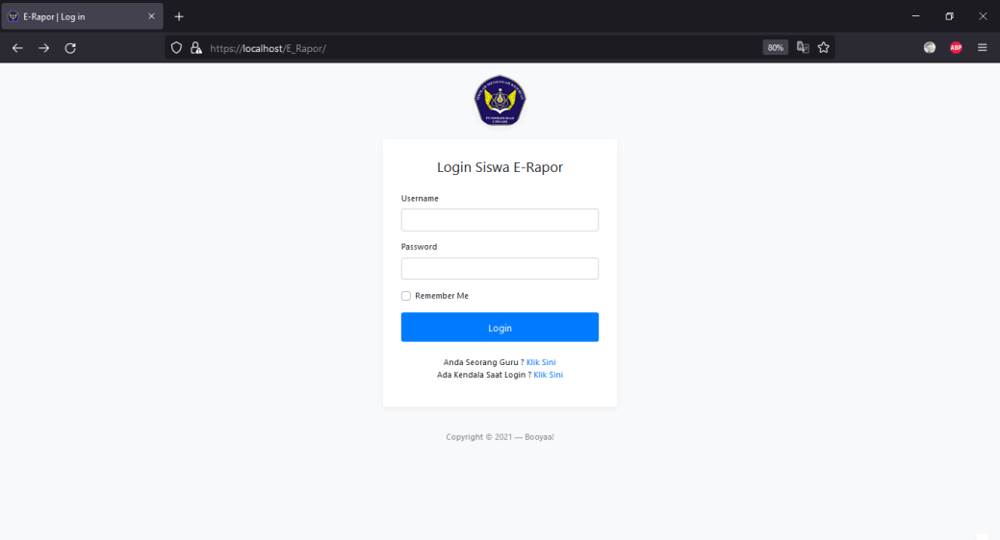 E-Rapor | Log in
https://localhost/E_Rapor/
80%
ABP
Login Siswa E-Rapor
Username
Password
Remember Me
Login
Anda Seorang Guru ? Klik Sini
Ada Kendala Saat Login ? Klik Sini
Copyright © 2021 — Booyaa!